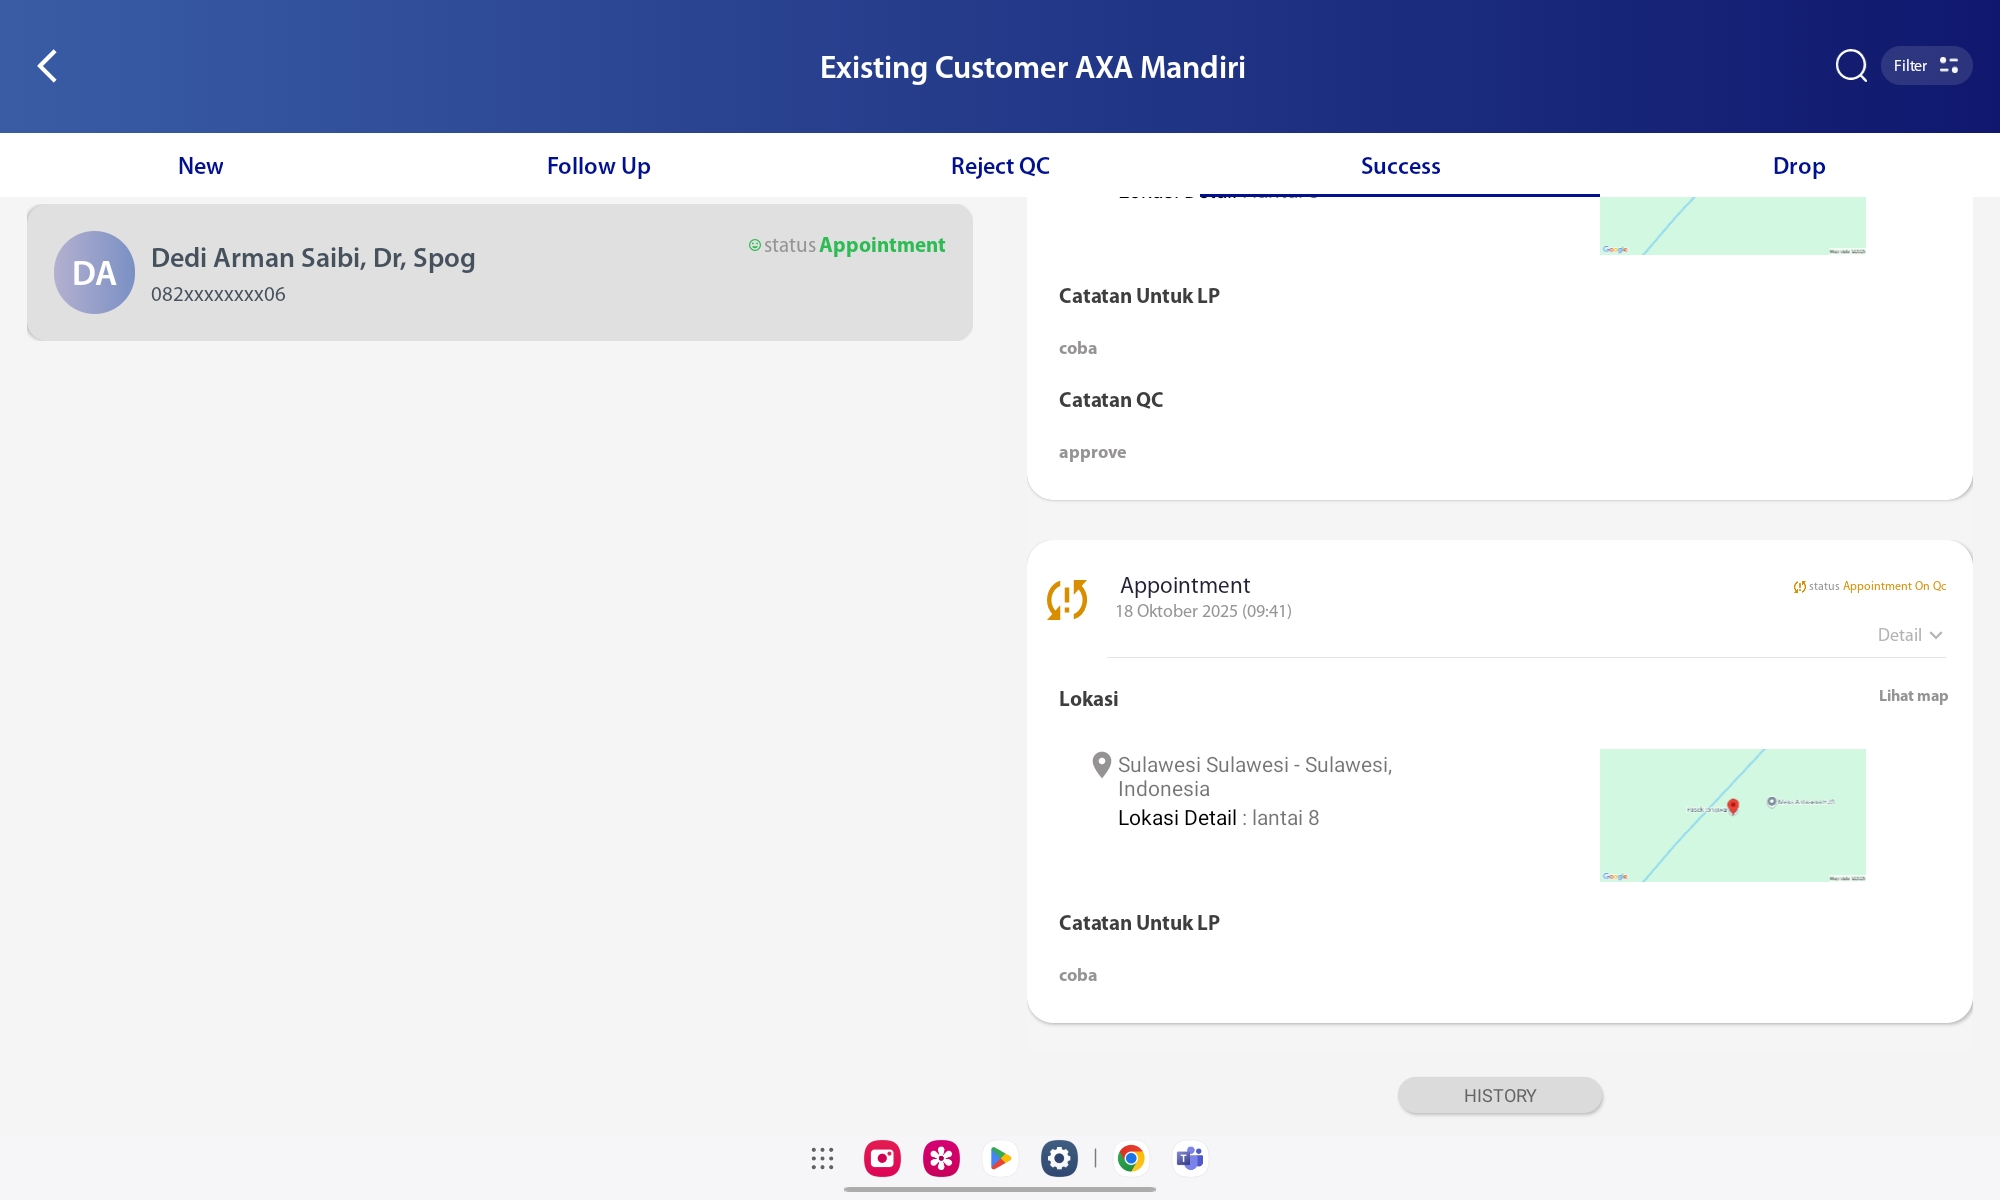 Existing Customer AXA Mandiri
Filter
New
Follow Up
Reject QC
Success
Drop
DA
Dedi Arman Saibi, Dr, Spog
082xxxxxxxx06
status Appointment
Google
Catatan Untuk LP
coba
Catatan QC
approve
Appointment
18 Oktober 2025 (09:41)
status Appointment On Qc
Detail
Lokasi
Lihat map
Sulawesi Sulawesi - Sulawesi,
Indonesia
Lokasi Detail : lantai 8
Google
Catatan Untuk LP
coba
HISTORY